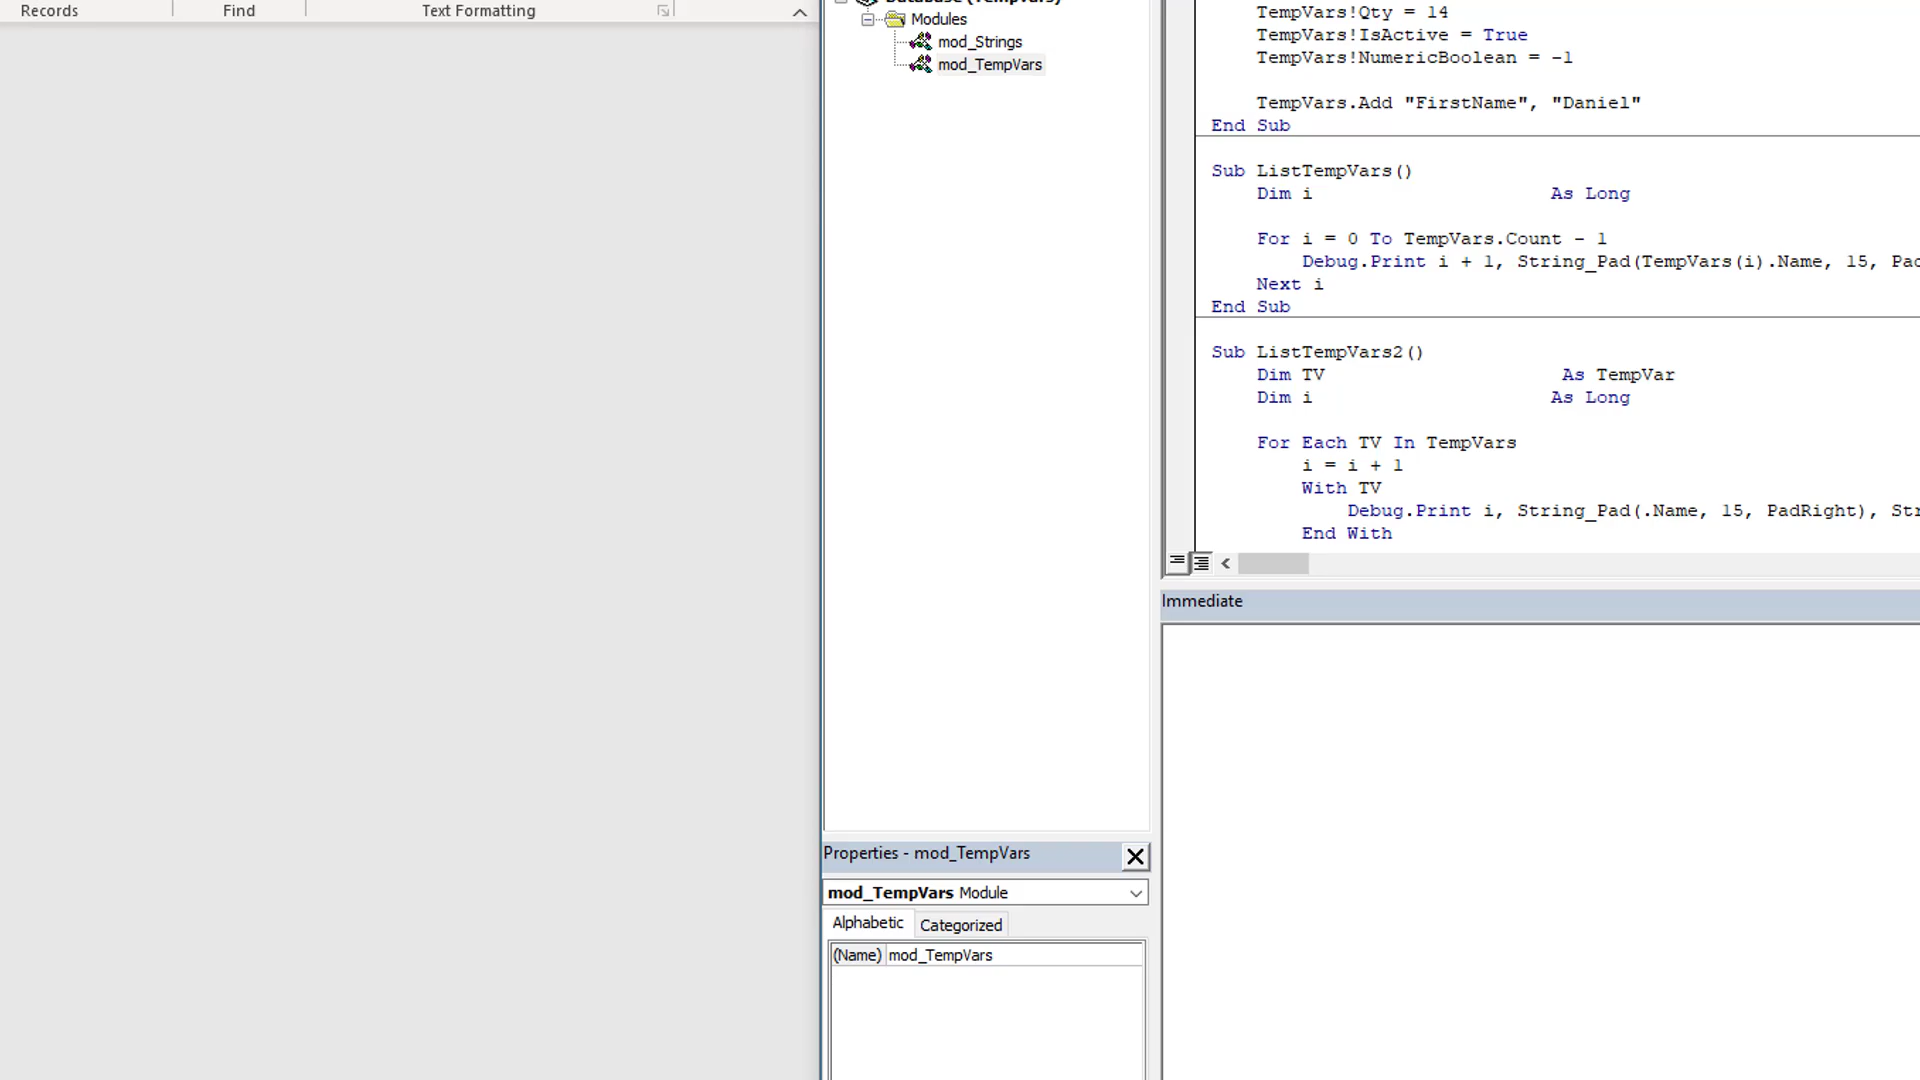 Records
Find
Text Formatting
Database (TempVars)
Modules
mod_Strings
mod_TempVars
TempVars!Qty = 14
TempVars!IsActive = True
TempVars!NumericBoolean = -1
TempVars.Add "FirstName", "Daniel"
End Sub
Sub ListTempVars()
Dim i As Long
For i = 0 To TempVars.Count - 1
Debug.Print i + 1, String_Pad(TempVars(i).Name, 15, Pad
Next i
End Sub
Sub ListTempVars2()
Dim TV As TempVar
Dim i As Long
For Each TV In TempVars
i = i + 1
With TV
Debug.Print i, String_Pad(.Name, 15, PadRight), Str
End With
Immediate
Properties - mod_TempVars
mod_TempVars Module
Alphabetic
Categorized
(Name) mod_TempVars